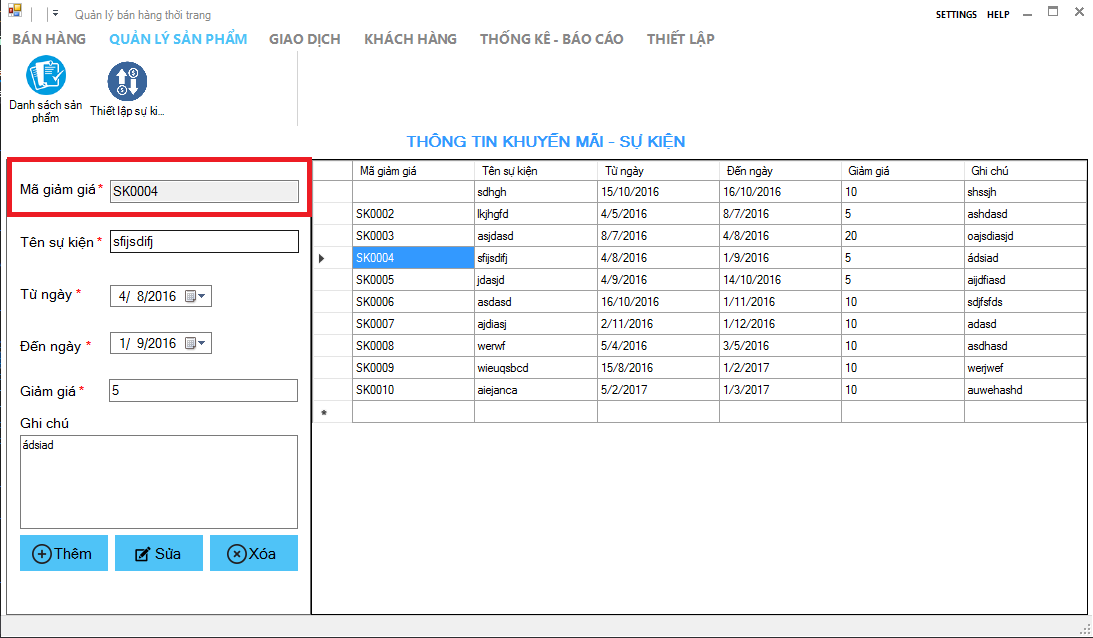 Quản lý bán hàng thời trang
SETTINGS HELP
BÁN HÀNG QUẢN LÝ SẢN PHẨM GIAO DỊCH KHÁCH HÀNG THỐNG KÊ - BÁO CÁO THIẾT LẬP
Danh sách sản phẩm
Thiết lập sự ki...
THÔNG TIN KHUYẾN MÃI - SỰ KIỆN
Mã giảm giá* SK0004
Tên sự kiện* sfijsdifj
Từ ngày * 4/ 8/2016
Đến ngày * 1/ 9/2016
Giảm giá* 5
Ghi chú
ádsiad
Thêm Sửa Xóa
Mã giảm giá Tên sự kiện Từ ngày Đến ngày Giảm giá Ghi chú
sdhgh 15/10/2016 16/10/2016 10 shssjh
SK0002 lkjhgfd 4/5/2016 8/7/2016 5 ashdasd
SK0003 asjdasd 8/7/2016 4/8/2016 20 oajsdiasjd
SK0004 sfijsdifj 4/8/2016 1/9/2016 5 ádsiad
SK0005 jdasjd 4/9/2016 14/10/2016 5 aijdfiasd
SK0006 asdasd 16/10/2016 1/11/2016 10 sdjfsfds
SK0007 ajdiasj 2/11/2016 1/12/2016 10 adasd
SK0008 werwf 5/4/2016 3/5/2016 10 asdhasd
SK0009 wieuqsbcd 15/8/2016 1/2/2017 10 werjwef
SK0010 aiejanca 5/2/2017 1/3/2017 10 auwehashd